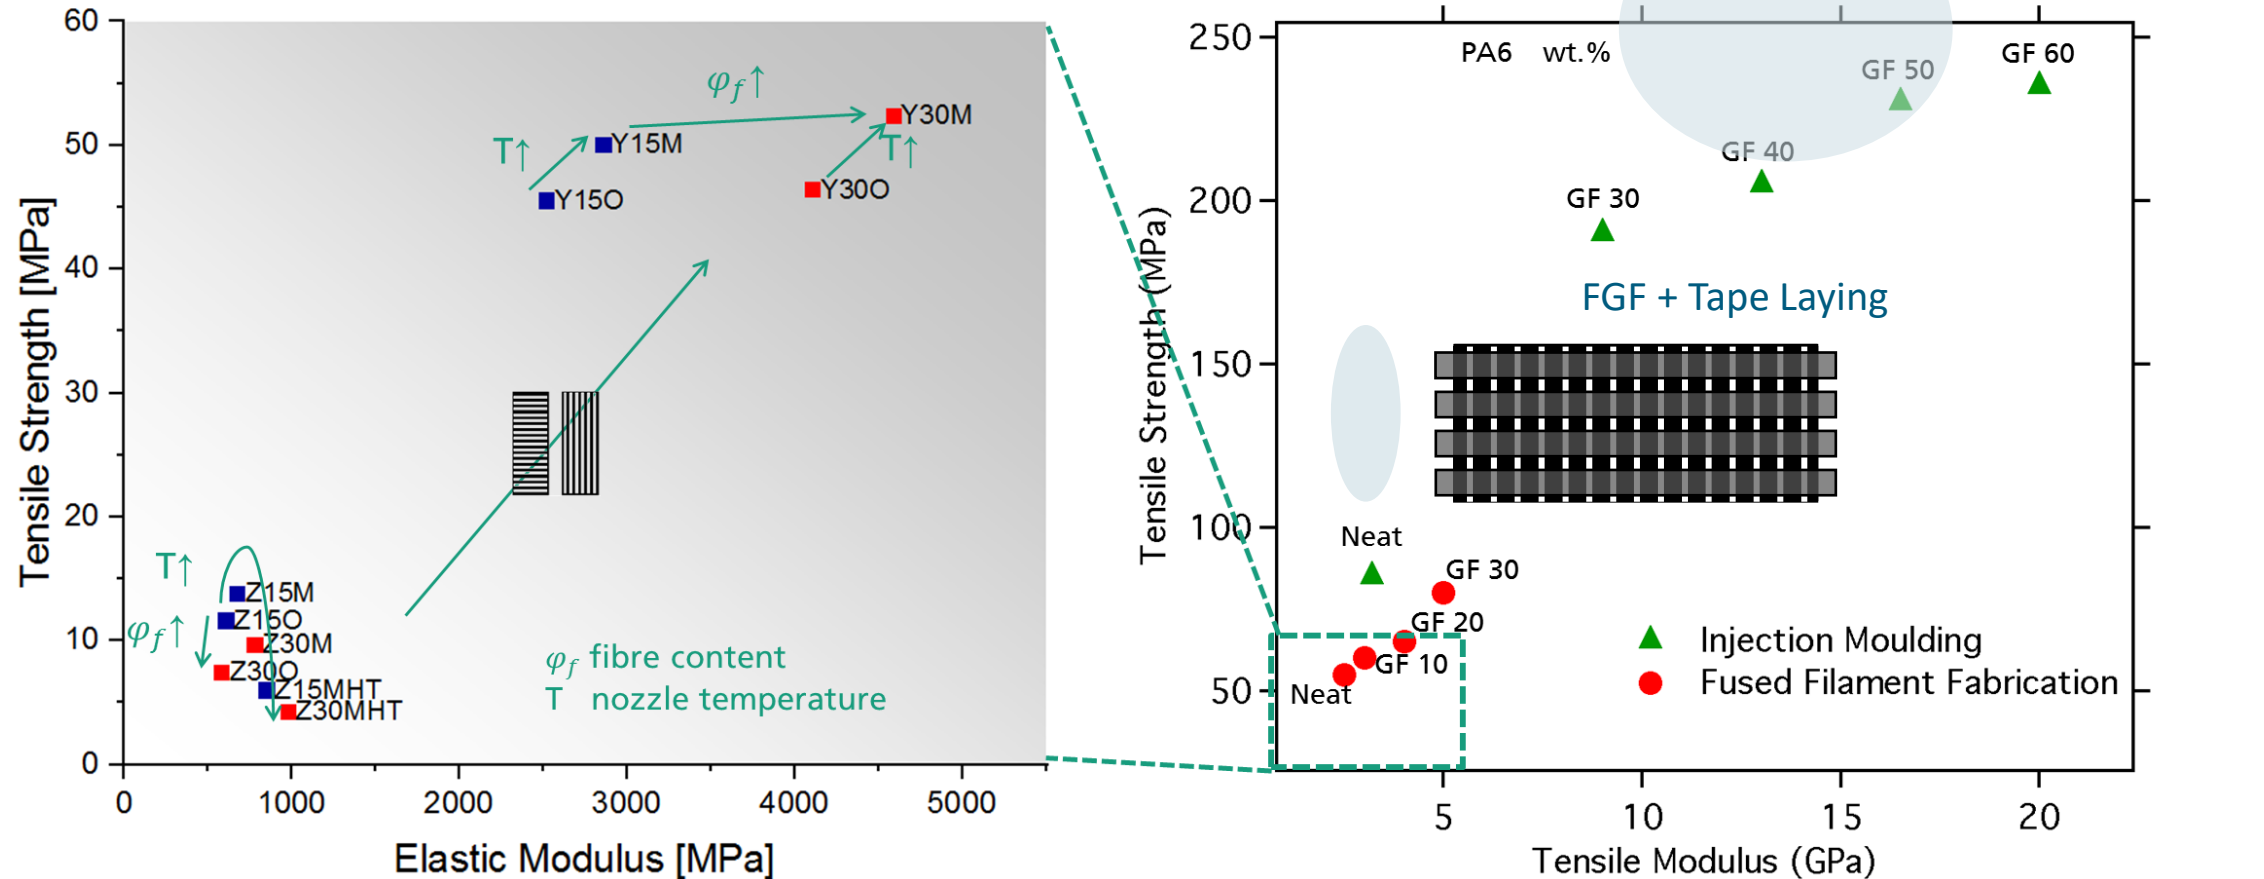 60
50
40
30
20
10
0
Tensile Strength [MPa]
0 1000 2000 3000 4000 5000
Elastic Modulus [MPa]
φf↑
T↑
Y15M
Y15O
Y30M
T↑
Y30O
T↑
φf↑
Z15M
Z15O
Z30M
Z30O
Z15MHT
Z30MHT
φf fibre content
T nozzle temperature
250
200
150
100
50
Tensile Strength (MPa)
PA6 wt.%
GF 60
GF 50
GF 40
GF 30
FGF + Tape Laying
Neat
GF 30
GF 20
GF 10
Neat
Injection Moulding
Fused Filament Fabrication
5 10 15 20
Tensile Modulus (GPa)